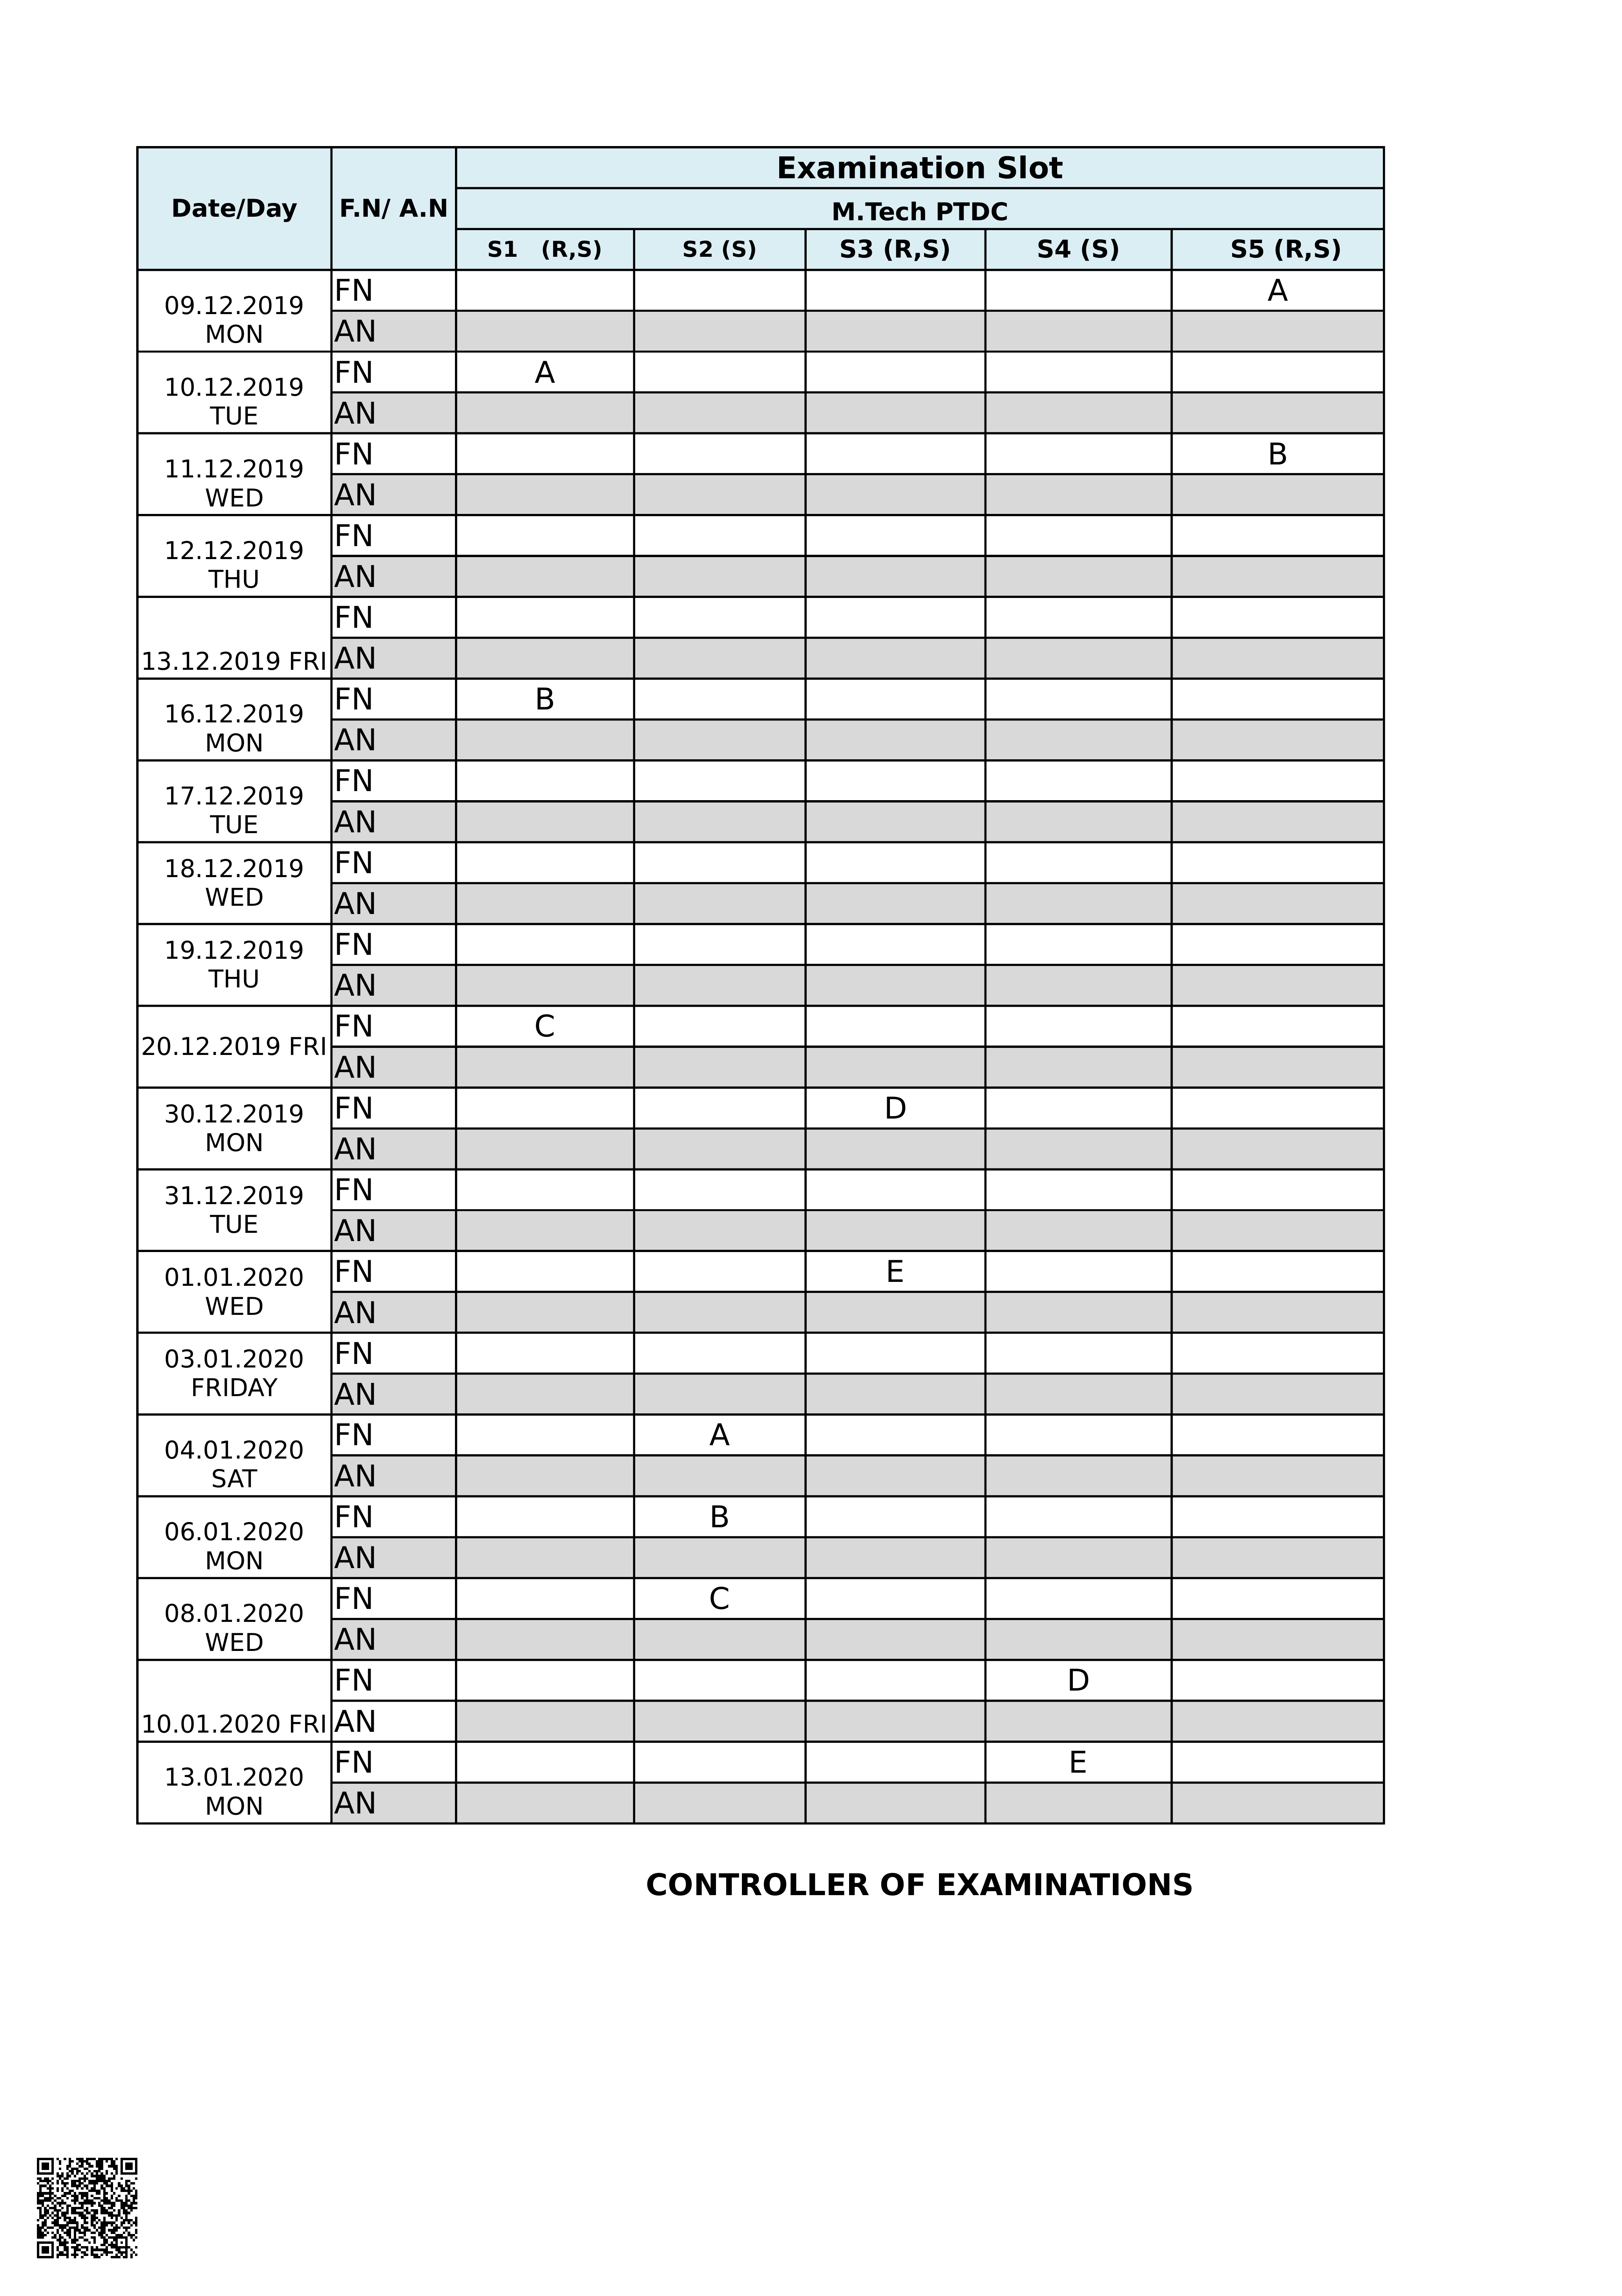 Examination Slot
Date/Day F.N/ A.N
M.Tech PTDC
S1 (R,S) S2 (S) S3 (R,S) S4 (S) S5 (R,S)
09.12.2019
MON
FN A
AN
10.12.2019
TUE
FN A
AN
11.12.2019
WED
FN B
AN
12.12.2019
THU
FN
AN
13.12.2019 FRI
FN
AN
16.12.2019
MON
FN B
AN
17.12.2019
TUE
FN
AN
18.12.2019
WED
FN
AN
19.12.2019
THU
FN
AN
20.12.2019 FRI
FN C
AN
30.12.2019
MON
FN D
AN
31.12.2019
TUE
FN
AN
01.01.2020
WED
FN E
AN
03.01.2020
FRIDAY
FN
AN
04.01.2020
SAT
FN A
AN
06.01.2020
MON
FN B
AN
08.01.2020
WED
FN C
AN
10.01.2020 FRI
FN D
AN
13.01.2020
MON
FN E
AN
CONTROLLER OF EXAMINATIONS